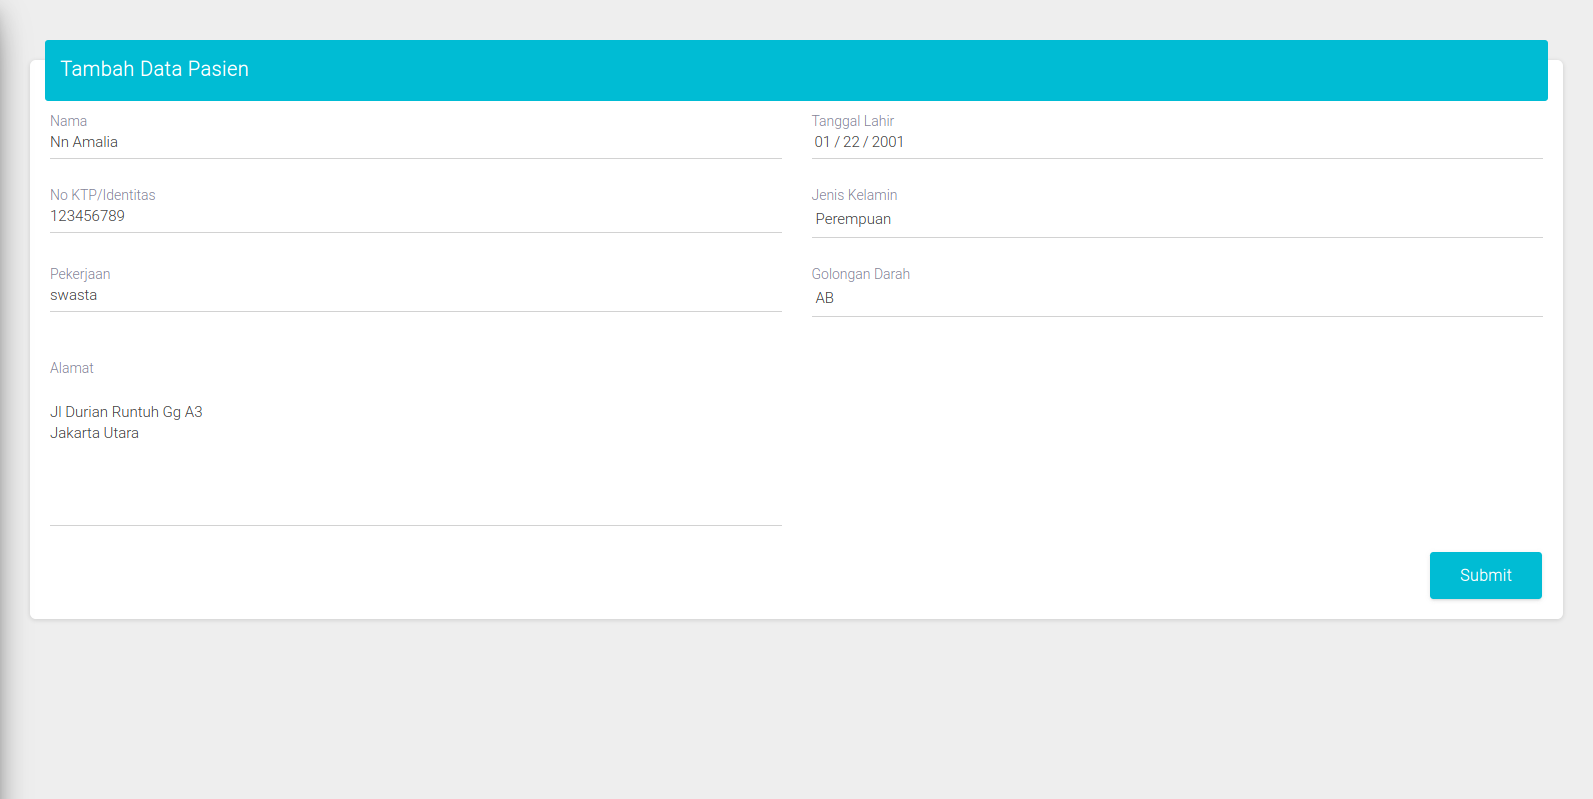 Tambah Data Pasien
Nama
Nn Amalia
Tanggal Lahir
01 / 22 / 2001
No KTP/Identitas
123456789
Jenis Kelamin
Perempuan
Pekerjaan
swasta
Golongan Darah
AB
Alamat
Jl Durian Runtuh Gg A3
Jakarta Utara
Submit